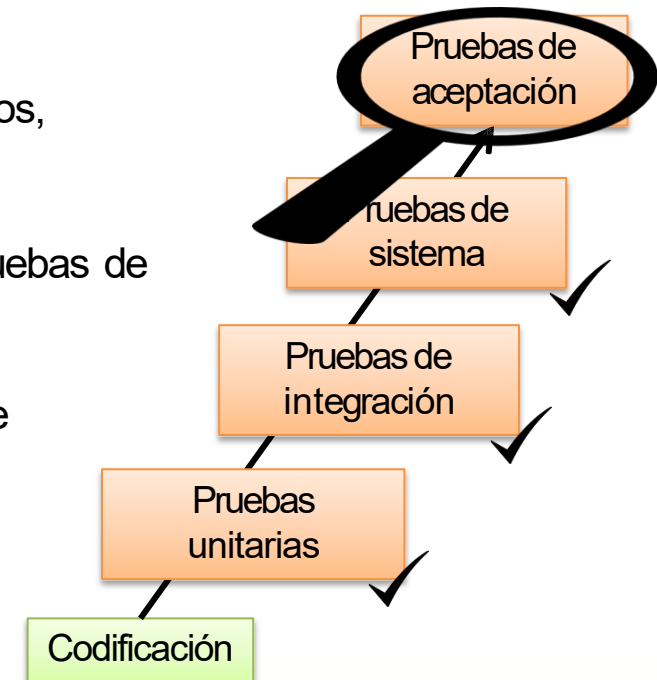 Pruebas de
aceptación
os,
ruebas de
sistema
uebas de
Pruebas de
integración
e
Pruebas
unitarias
Codificación